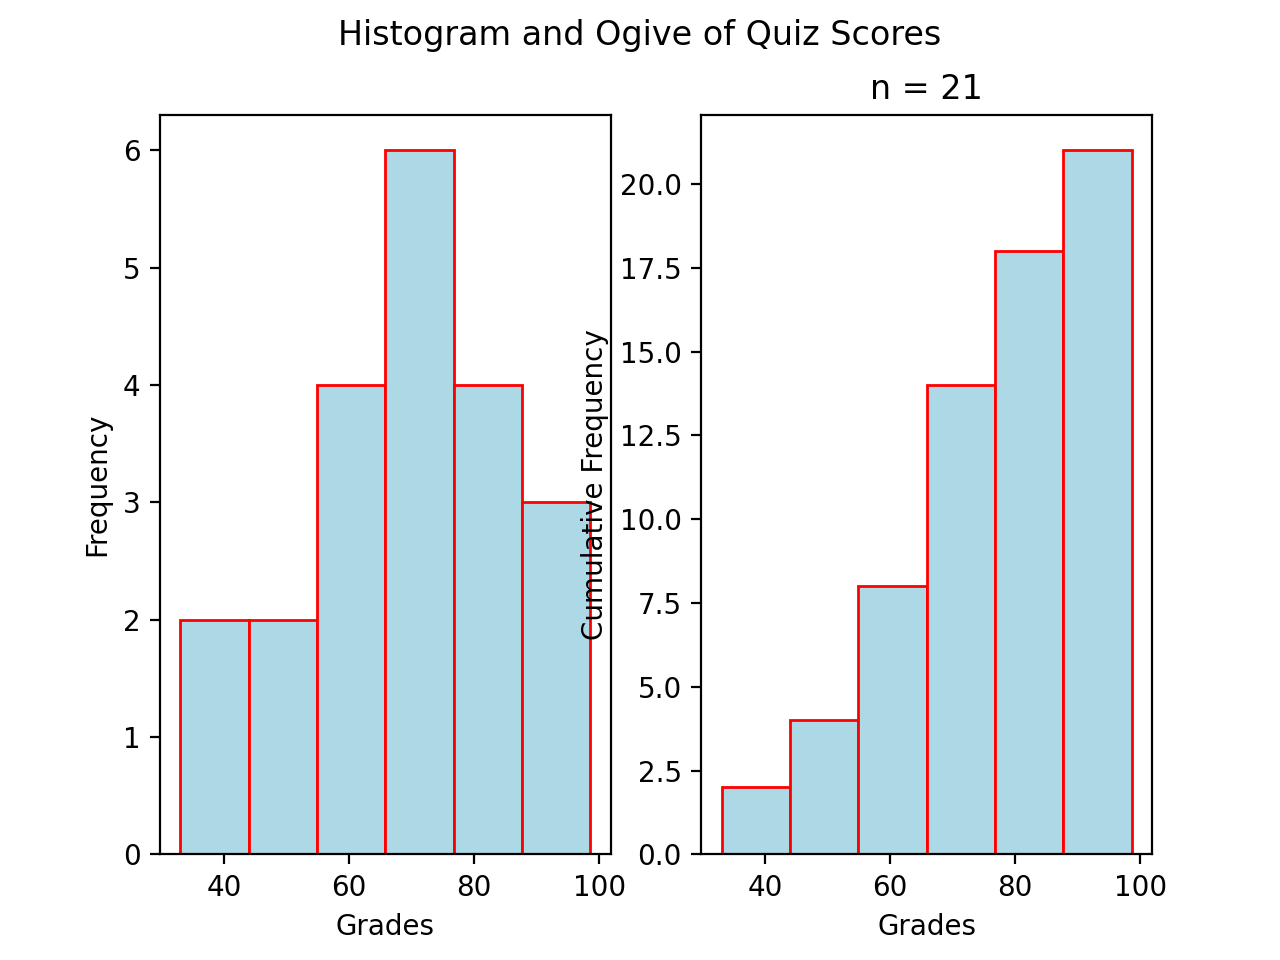 Histogram and Ogive of Quiz Scores
6
5
4
3
2
1
0
Frequency
40 60 80 100
Grades
n = 21
20.0
17.5
15.0
12.5
10.0
7.5
5.0
2.5
0.0
Cumulative Frequency
40 60 80 100
Grades